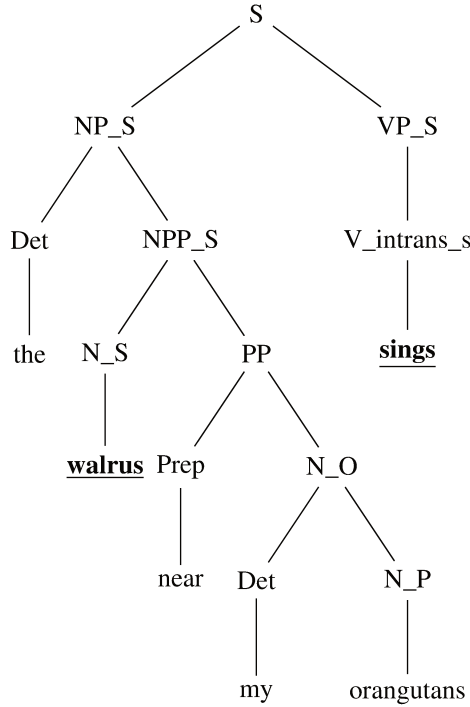 S
NP_S VP_S
Det NPP_S V_intrans_s
the N_S PP sings
walrus Prep N_O
near Det N_P
my orangutans